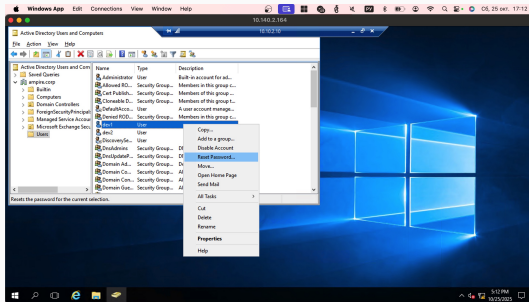 Windows App Edit Connections View Window Help РУ Сб, 25 окт. 17:12
10.140.2.164
Active Directory Users and Computers
10.10.2.10
File Action View Help
Active Directory Users and Com
Saved Queries
ampire.corp
Builtin
Computers
Domain Controllers
ForeignSecurityPrincipal
Managed Service Accou
Microsoft Exchange Secu
Users
Name Type Description
Administrator User Built-in account for ad...
Allowed RO... Security Group... Members in this group c...
Cert Publish... Security Group... Members of this group ...
Cloneable D... Security Group... Members of this group t...
DefaultAcco... User A user account manage...
Denied ROD... Security Group... Members in this group c...
dev1 User
dev2 User
DiscoverySe... User
DnsAdmins Security Group...
DnsUpdateP... Security Group...
Domain Ad... Security Group...
Domain Com... Security Group...
Domain Con... Security Group...
Domain Gue... Security Group...
Copy...
Add to a group...
Disable Account
Reset Password...
Move...
Open Home Page
Send Mail
All Tasks
Cut
Delete
Rename
Properties
Help
Resets the password for the current selection.
5:12 PM
10/25/2025